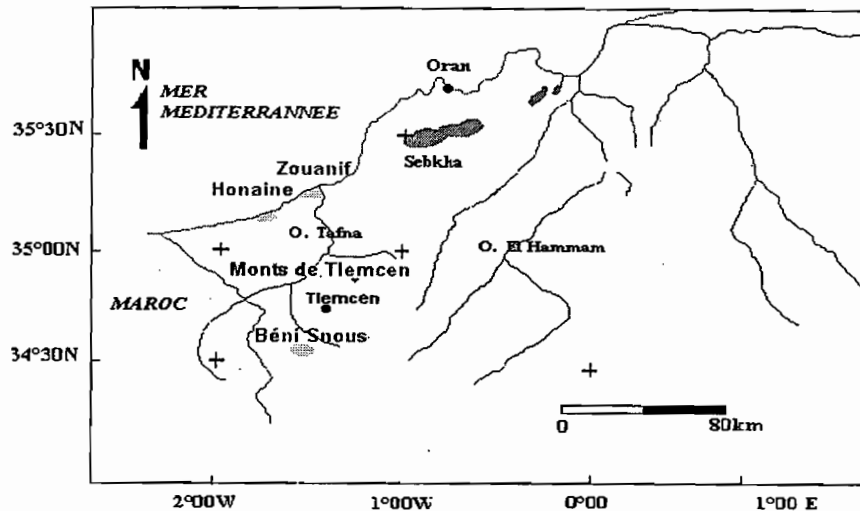 N
MER
MEDITERRANNEE
Oran
35°30N
Sebkha
Zouanif
Honaine
O. Tafna
35°00N
O. El Hammam
Monts de Tlemcen
MAROC
Tlemcen
Béni Snous
34°30N
0 80km
2°00W 1°00W 0°00 1°00 E